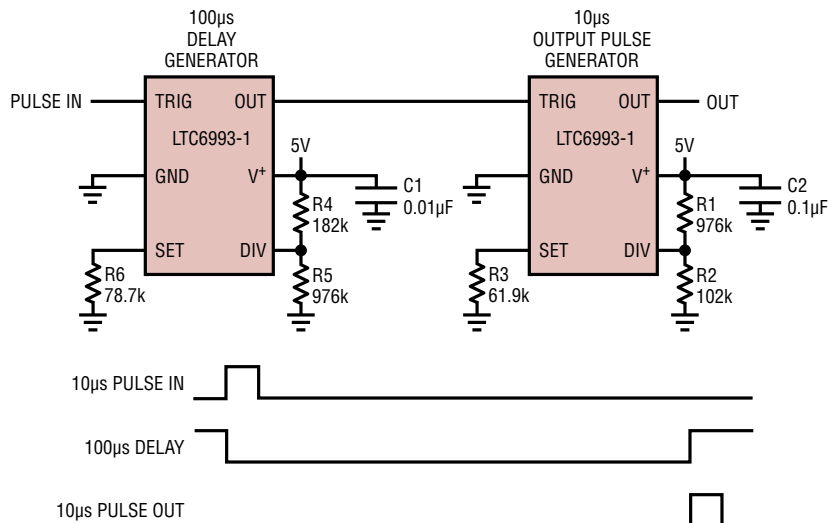 100µs
DELAY
GENERATOR
10µs
OUTPUT PULSE
GENERATOR
PULSE IN
TRIG
OUT
LTC6993-1
GND
V+
SET
DIV
5V
C1
0.01µF
R4
182k
R5
976k
R6
78.7k
TRIG
OUT
OUT
LTC6993-1
GND
V+
SET
DIV
5V
C2
0.1µF
R1
976k
R2
102k
R3
61.9k
10µs PULSE IN
100µs DELAY
10µs PULSE OUT